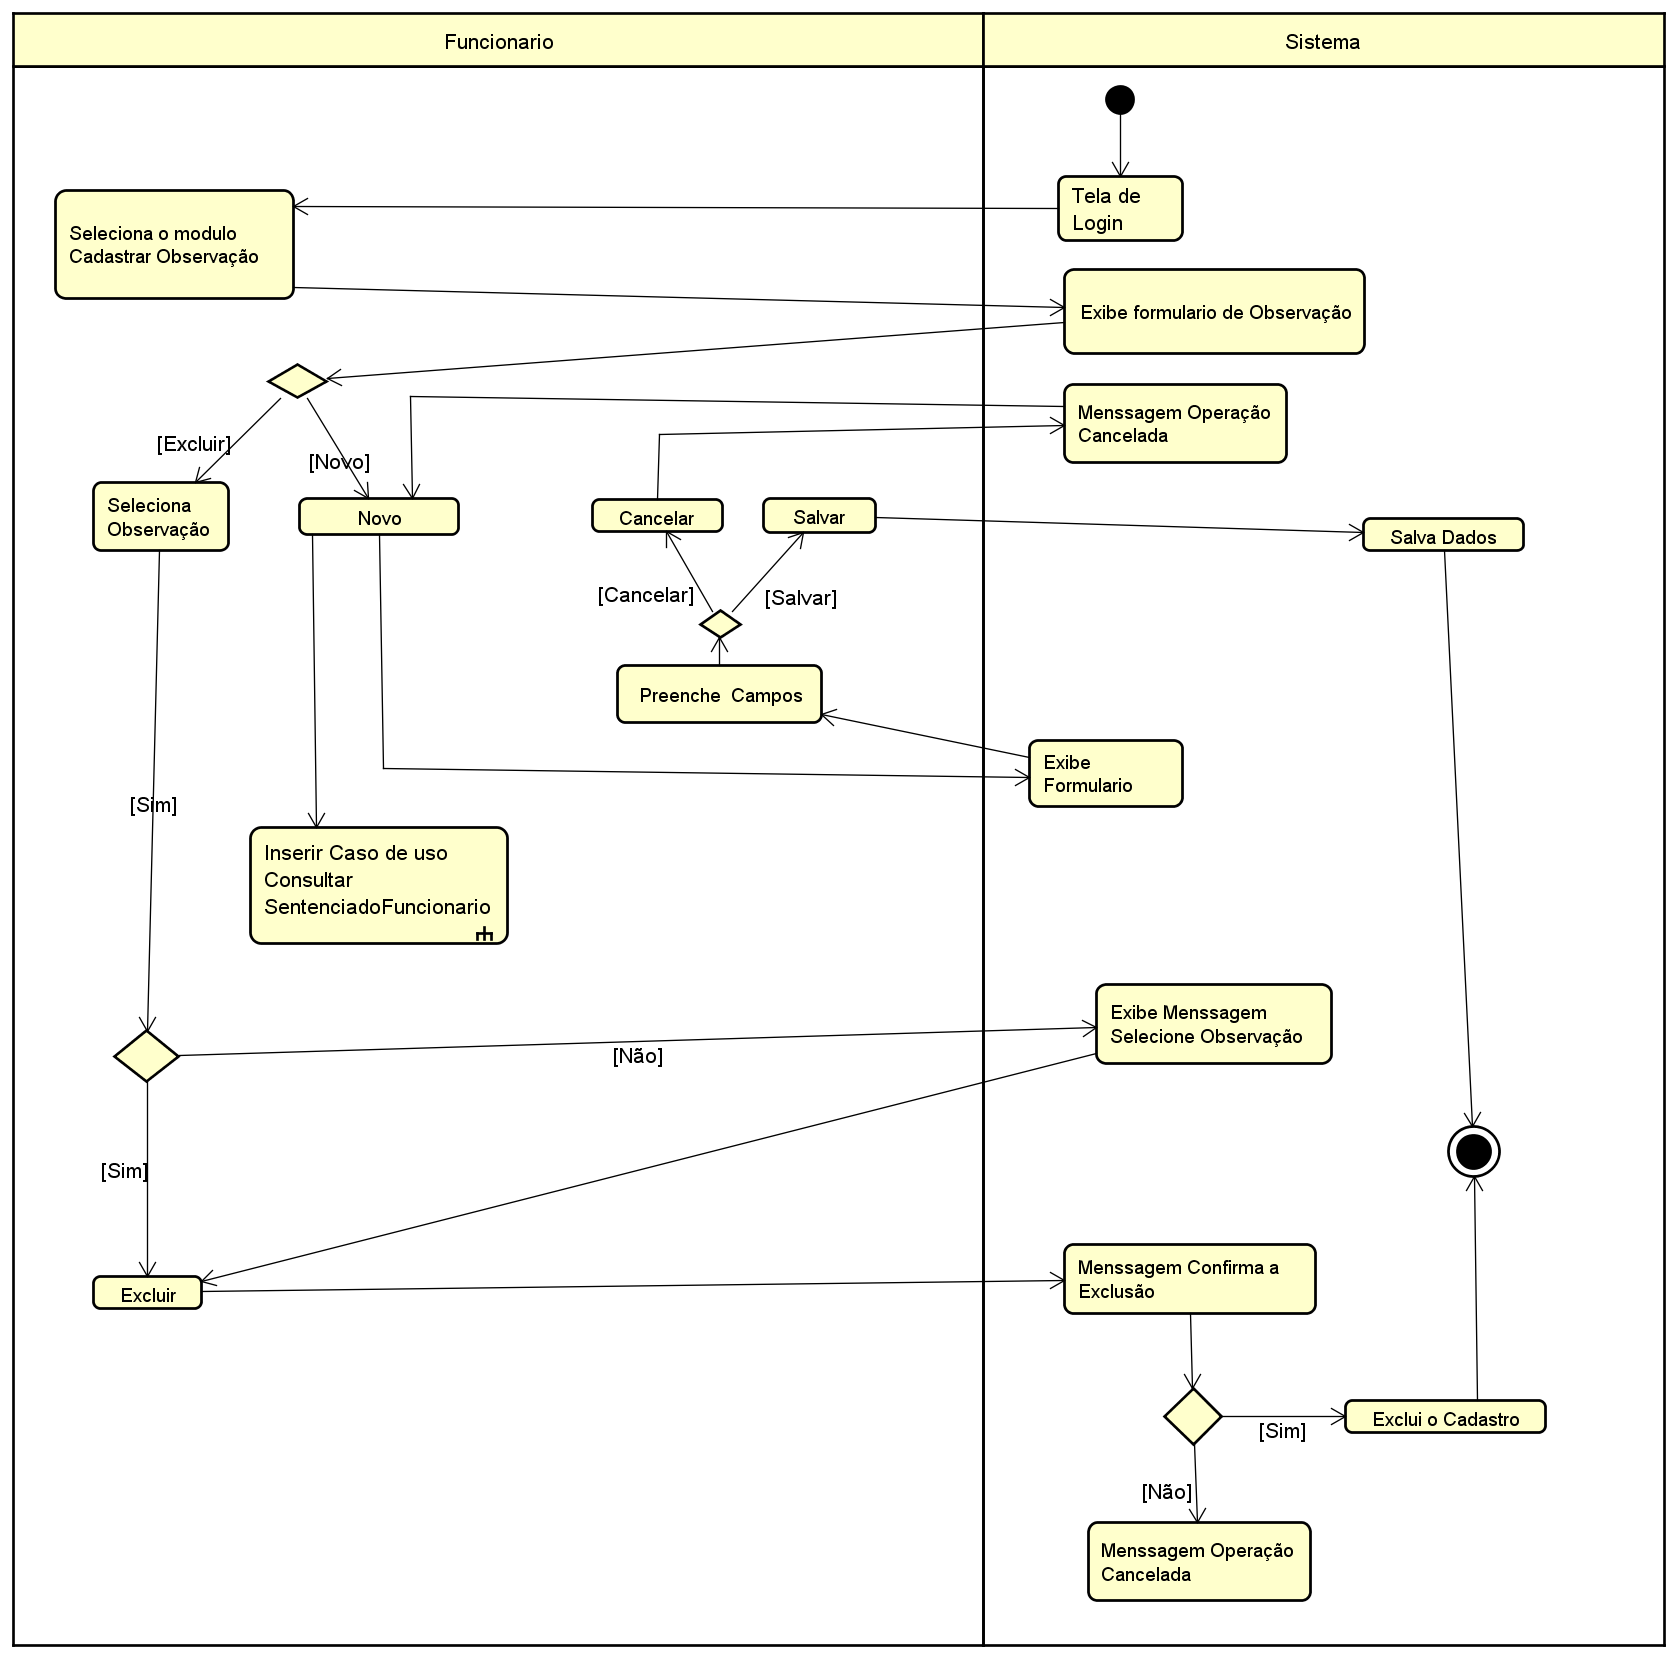 Funcionario
Sistema
Tela de
Login
Seleciona o modulo
Cadastrar Observação
Exibe formulario de Observação
Menssagem Operação
Cancelada
[Excluir]
[Novo]
Seleciona
Observação
Novo
Cancelar
Salvar
Salva Dados
[Cancelar]
[Salvar]
Preenche  Campos
Exibe
Formulario
[Sim]
Inserir Caso de uso
Consultar
SentenciadoFuncionario
Exibe Menssagem
Selecione Observação
[Não]
[Sim]
Excluir
Menssagem Confirma a
Exclusão
Exclui o Cadastro
[Sim]
[Não]
Menssagem Operação
Cancelada